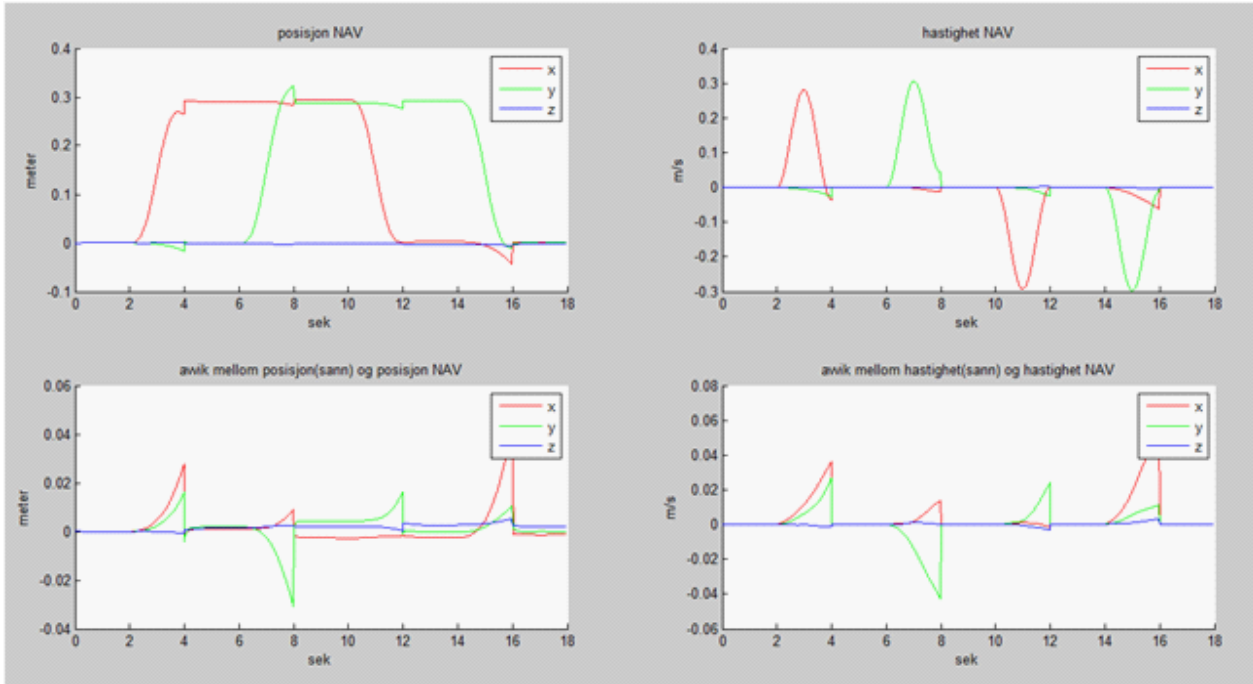 posisjon NAV
0.4
0.3
0.2
0.1
0
-0.1
meter
0 2 4 6 8 10 12 14 16 18
sek
x
y
z
hastighet NAV
0.4
0.3
0.2
0.1
0
-0.1
-0.2
-0.3
m/s
0 2 4 6 8 10 12 14 16 18
sek
x
y
z
avvik mellom posisjon(sann) og posisjon NAV
0.06
0.04
0.02
0
-0.02
-0.04
meter
0 2 4 6 8 10 12 14 16 18
sek
x
y
z
avvik mellom hastighet(sann) og hastighet NAV
0.08
0.06
0.04
0.02
0
-0.02
-0.04
-0.06
m/s
0 2 4 6 8 10 12 14 16 18
sek
x
y
z